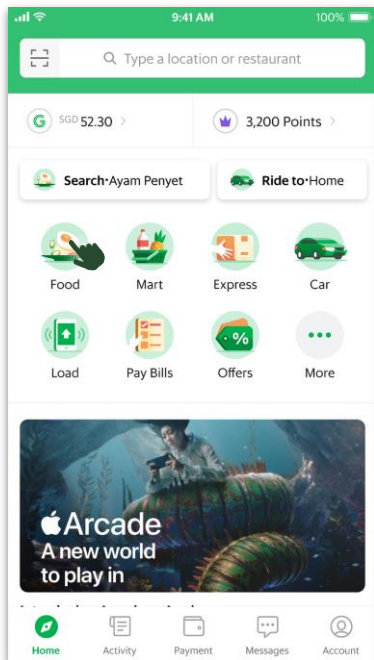 9:41 AM
100%
Type a location or restaurant
G SGD 52.30 >
3,200 Points >
Search•Ayam Penyet
Ride to•Home
%
Food
Mart
Express
Car
Load
Pay Bills
Offers
More
Arcade
A new world
to play in
Home
Activity
Payment
Messages
Account